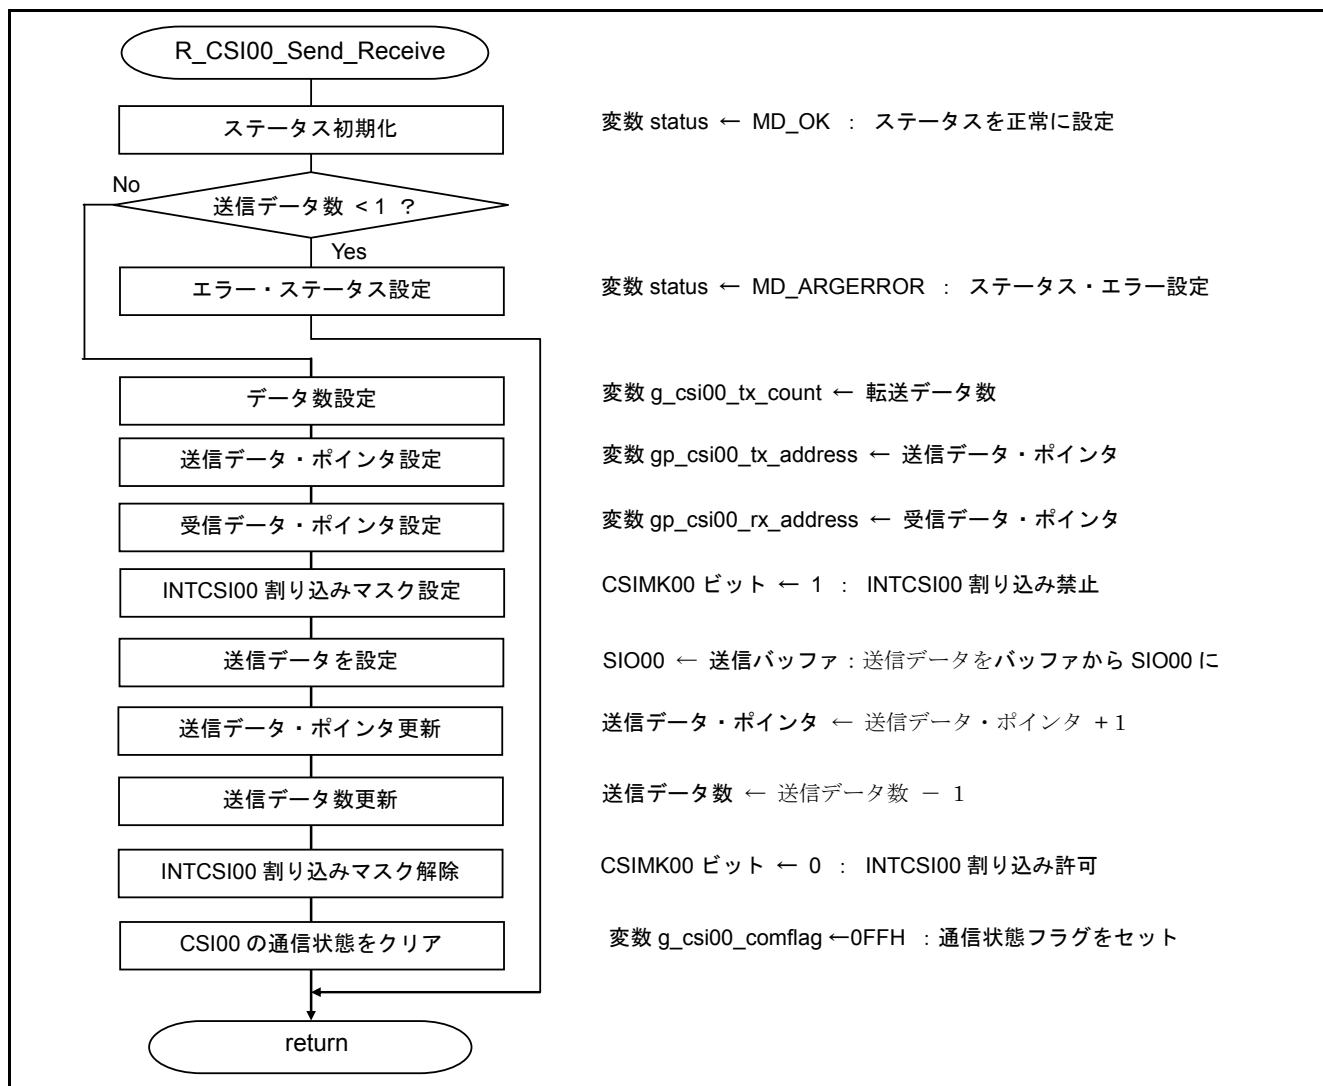 R_CSI00_Send_Receive
ステータス初期化
変数 status ← MD_OK : ステータスを正常に設定
No
送信データ数 < 1 ?
Yes
エラー・ステータス設定
変数 status ← MD_ARGERROR : ステータス・エラー設定
データ数設定
変数 g_csi00_tx_count ← 転送データ数
送信データ・ポインタ設定
変数 gp_csi00_tx_address ← 送信データ・ポインタ
受信データ・ポインタ設定
変数 gp_csi00_rx_address ← 受信データ・ポインタ
INTCSI00 割り込みマスク設定
CSIMK00 ビット ← 1 : INTCSI00 割り込み禁止
送信データを設定
SIO00 ← 送信バッファ:送信データをバッファから SIO00 に
送信データ・ポインタ更新
送信データ・ポインタ ← 送信データ・ポインタ +1
送信データ数更新
送信データ数 ← 送信データ数 - 1
INTCSI00 割り込みマスク解除
CSIMK00 ビット ← 0 : INTCSI00 割り込み許可
CSI00 の通信状態をクリア
変数 g_csi00_comflag ←0FFH :通信状態フラグをセット
return